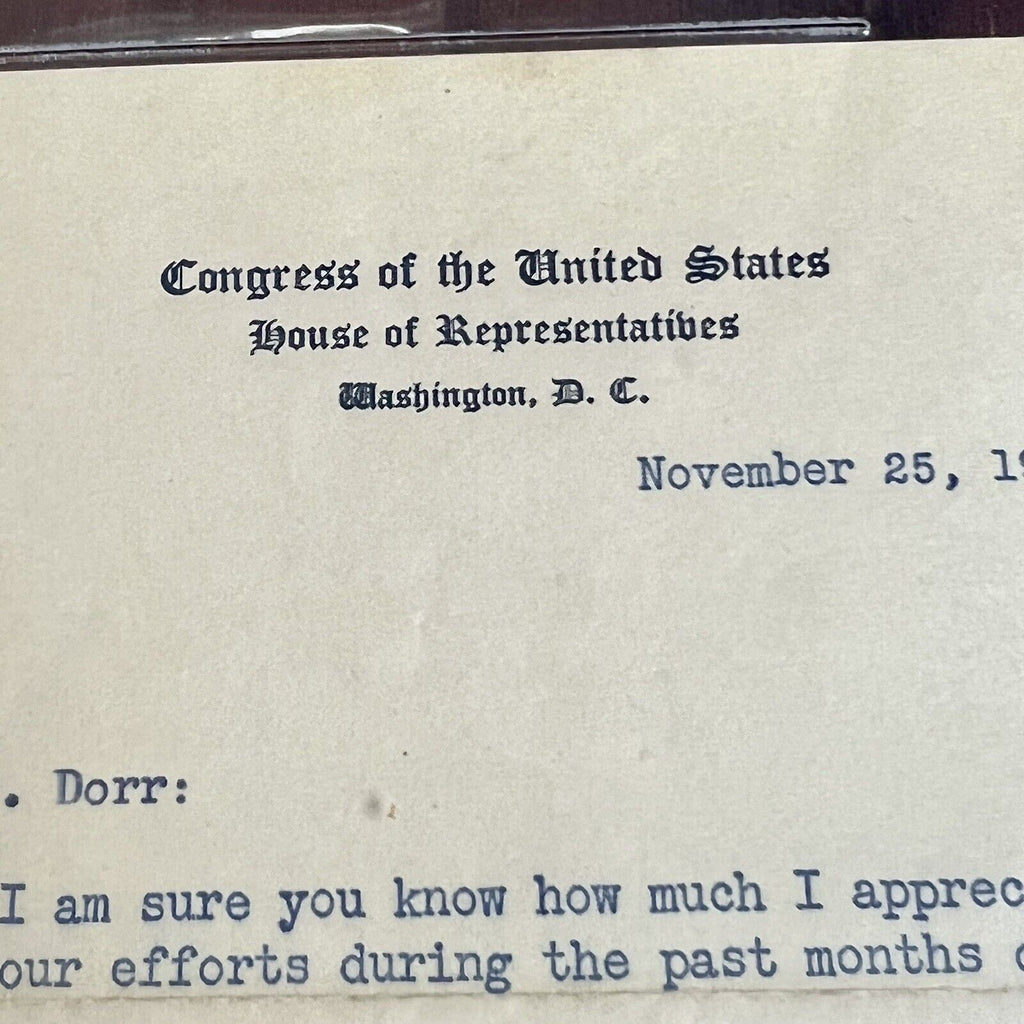 Congress of the United States
House of Representatives
Washington, D. C.
November 25, 19
. Dorr:
I am sure you know how much I apprec
our efforts during the past months